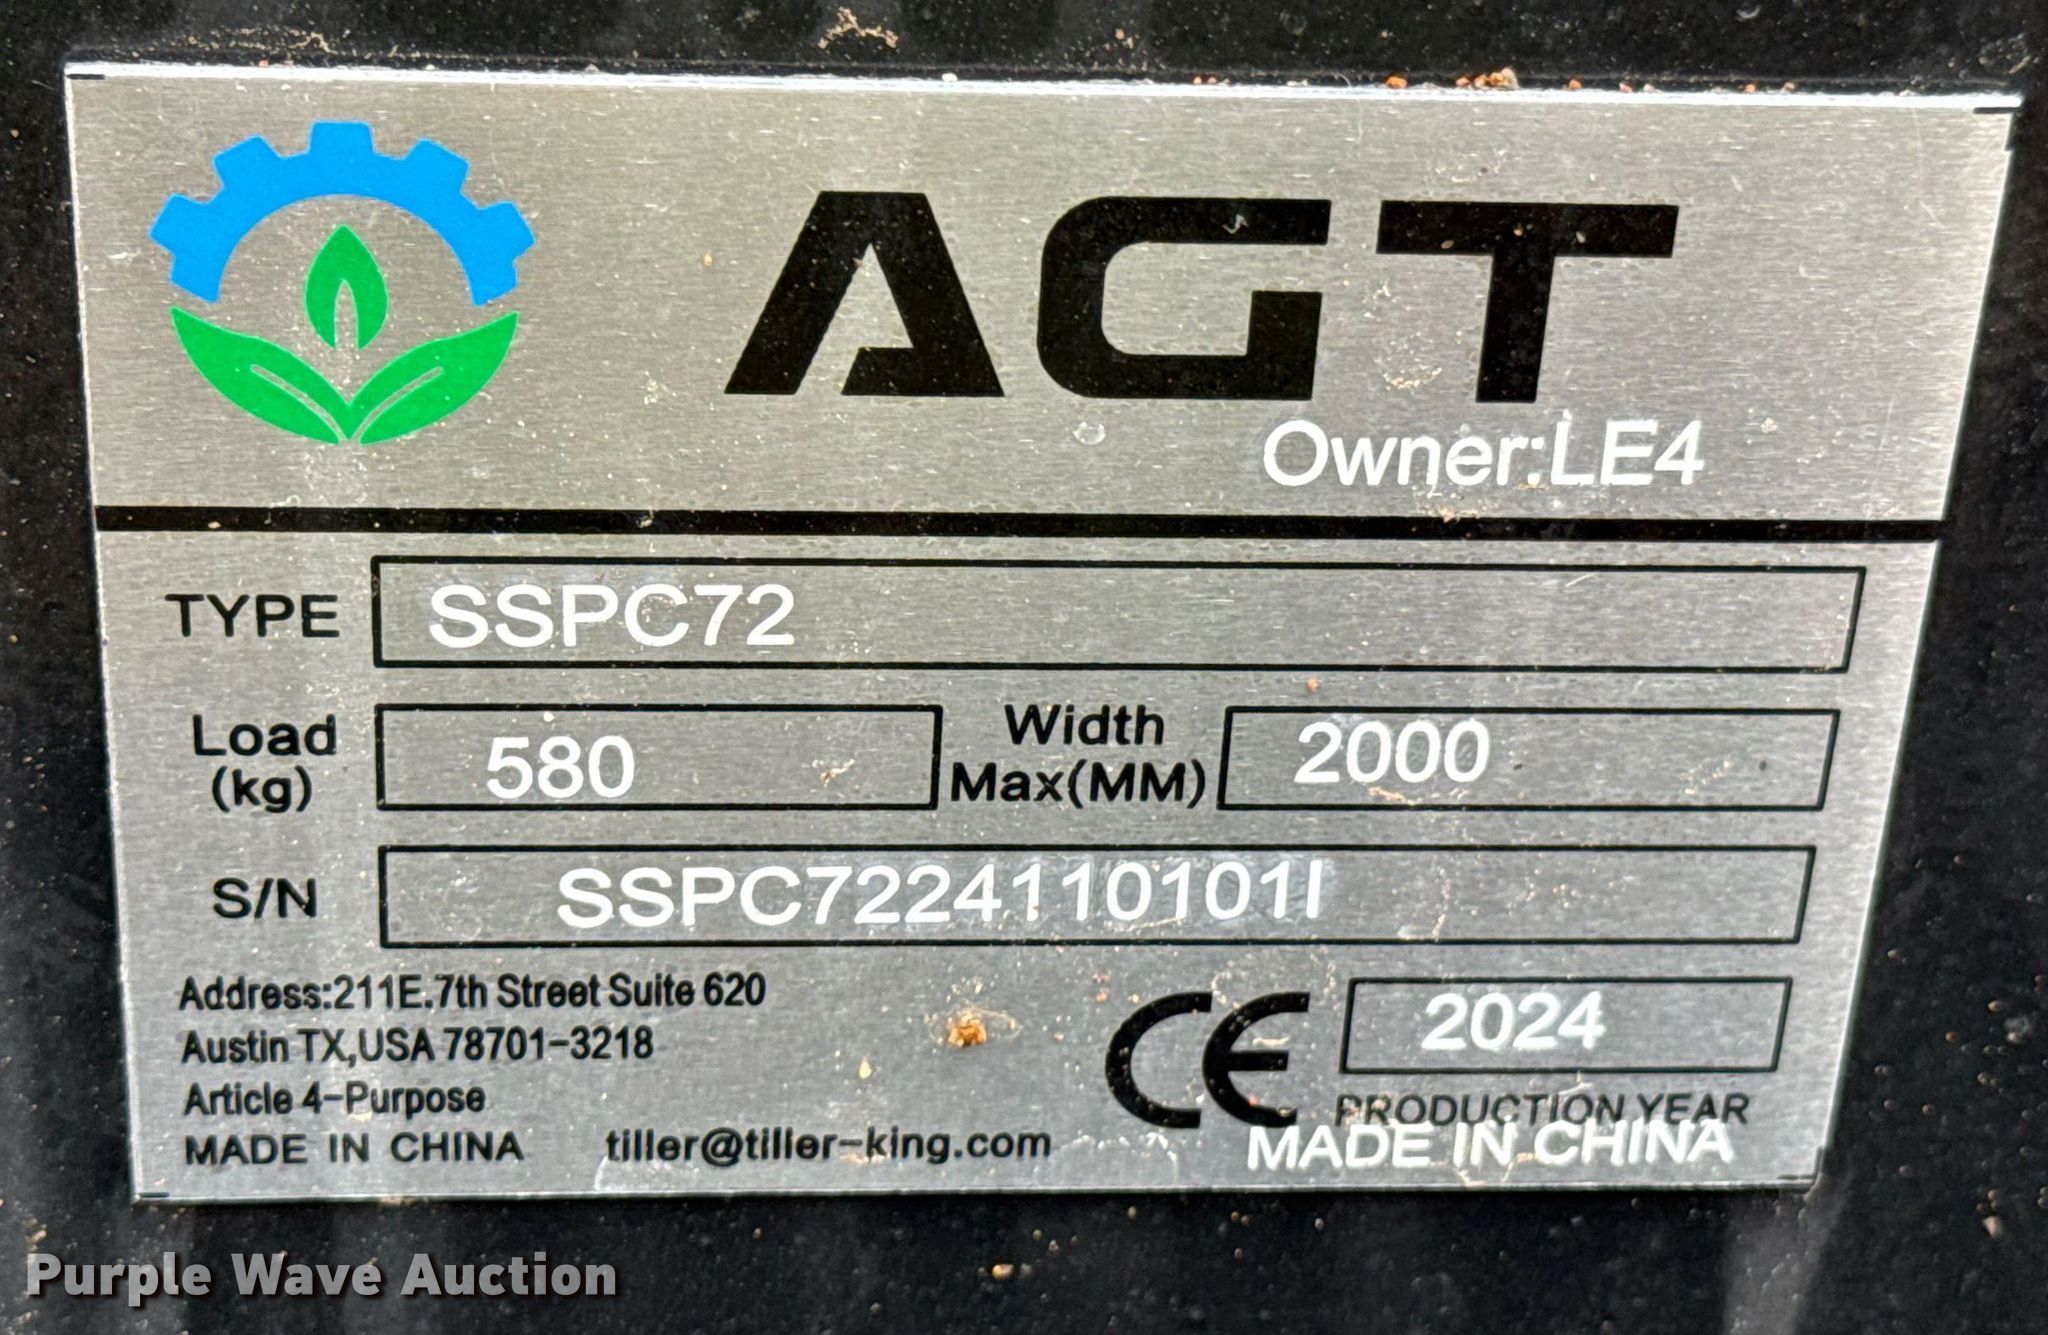 AGT
Owner:LE4
TYPE SSPC72
Load (kg) 580 Width Max(MM) 2000
S/N SSPC7224110101I
Address:211E.7th Street Suite 620
Austin TX,USA 78701-3218
Article 4-Purpose
MADE IN CHINA tiller@tiller-king.com
CE 2024
PRODUCTION YEAR
MADE IN CHINA
Purple Wave Auction